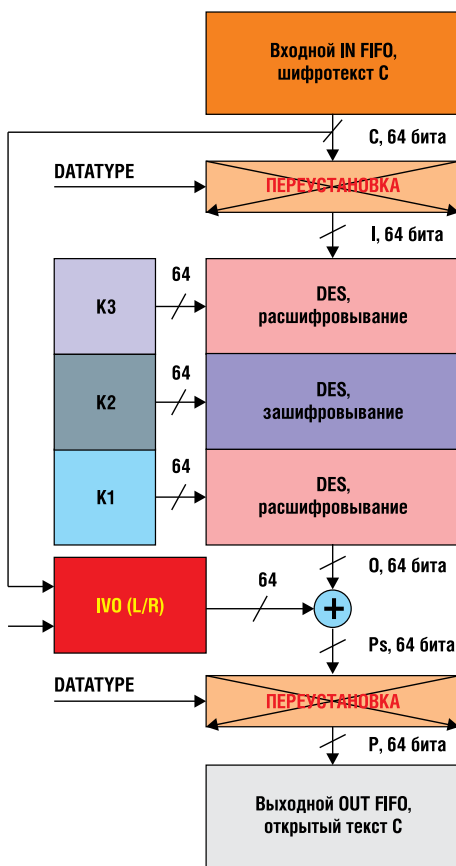 Входной IN FIFO,
шифротекст C
C, 64 бита
DATATYPE
ПЕРЕУСТАНОВКА
I, 64 бита
K3
64
DES,
расшифровывание
K2
64
DES,
зашифровывание
K1
64
DES,
расшифровывание
O, 64 бита
IVO (L/R)
64
+
Ps, 64 бита
DATATYPE
ПЕРЕУСТАНОВКА
P, 64 бита
Выходной OUT FIFO,
открытый текст C